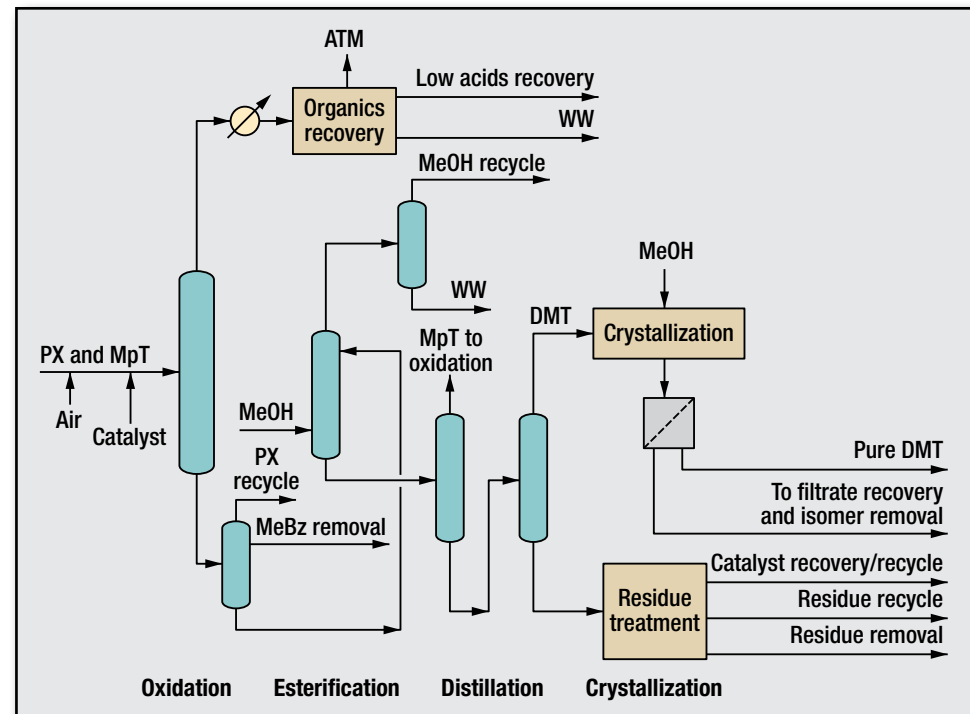 ATM
Low acids recovery
Organics
recovery
WW
MeOH recycle
MeOH
WW
DMT
Crystallization
MpT to
oxidation
PX and MpT
Air
Catalyst
MeOH
PX
recycle
MeBz removal
Pure DMT
To filtrate recovery
and isomer removal
Catalyst recovery/recycle
Residue
treatment
Residue recycle
Residue removal
Oxidation
Esterification
Distillation
Crystallization